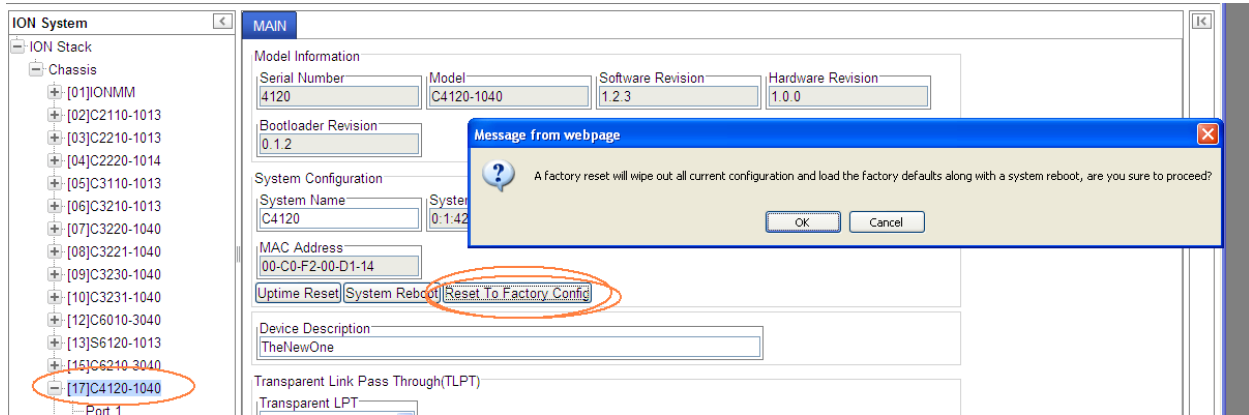 ION System
ION Stack
Chassis
[01]IONMM
[02]C2110-1013
[03]C2210-1013
[04]C2220-1014
[05]C3110-1013
[06]C3210-1013
[07]C3220-1040
[08]C3221-1040
[09]C3230-1040
[10]C3231-1040
[12]C6010-3040
[13]S6120-1013
[15]C6210-3040
[17]C4120-1040
Port 1
MAIN
Model Information
Serial Number Model Software Revision Hardware Revision
4120 C4120-1040 1.2.3 1.0.0
Bootloader Revision
0.1.2
System Configuration
System Name
C4120 0:1:42
MAC Address
00-C0-F2-00-D1-14
Uptime Reset System Reboot Reset To Factory Config
Device Description
TheNewOne
Transparent Link Pass Through(TLPT)
Transparent LPT
Message from webpage
A factory reset will wipe out all current configuration and load the factory defaults along with a system reboot, are you sure to proceed?
OK Cancel